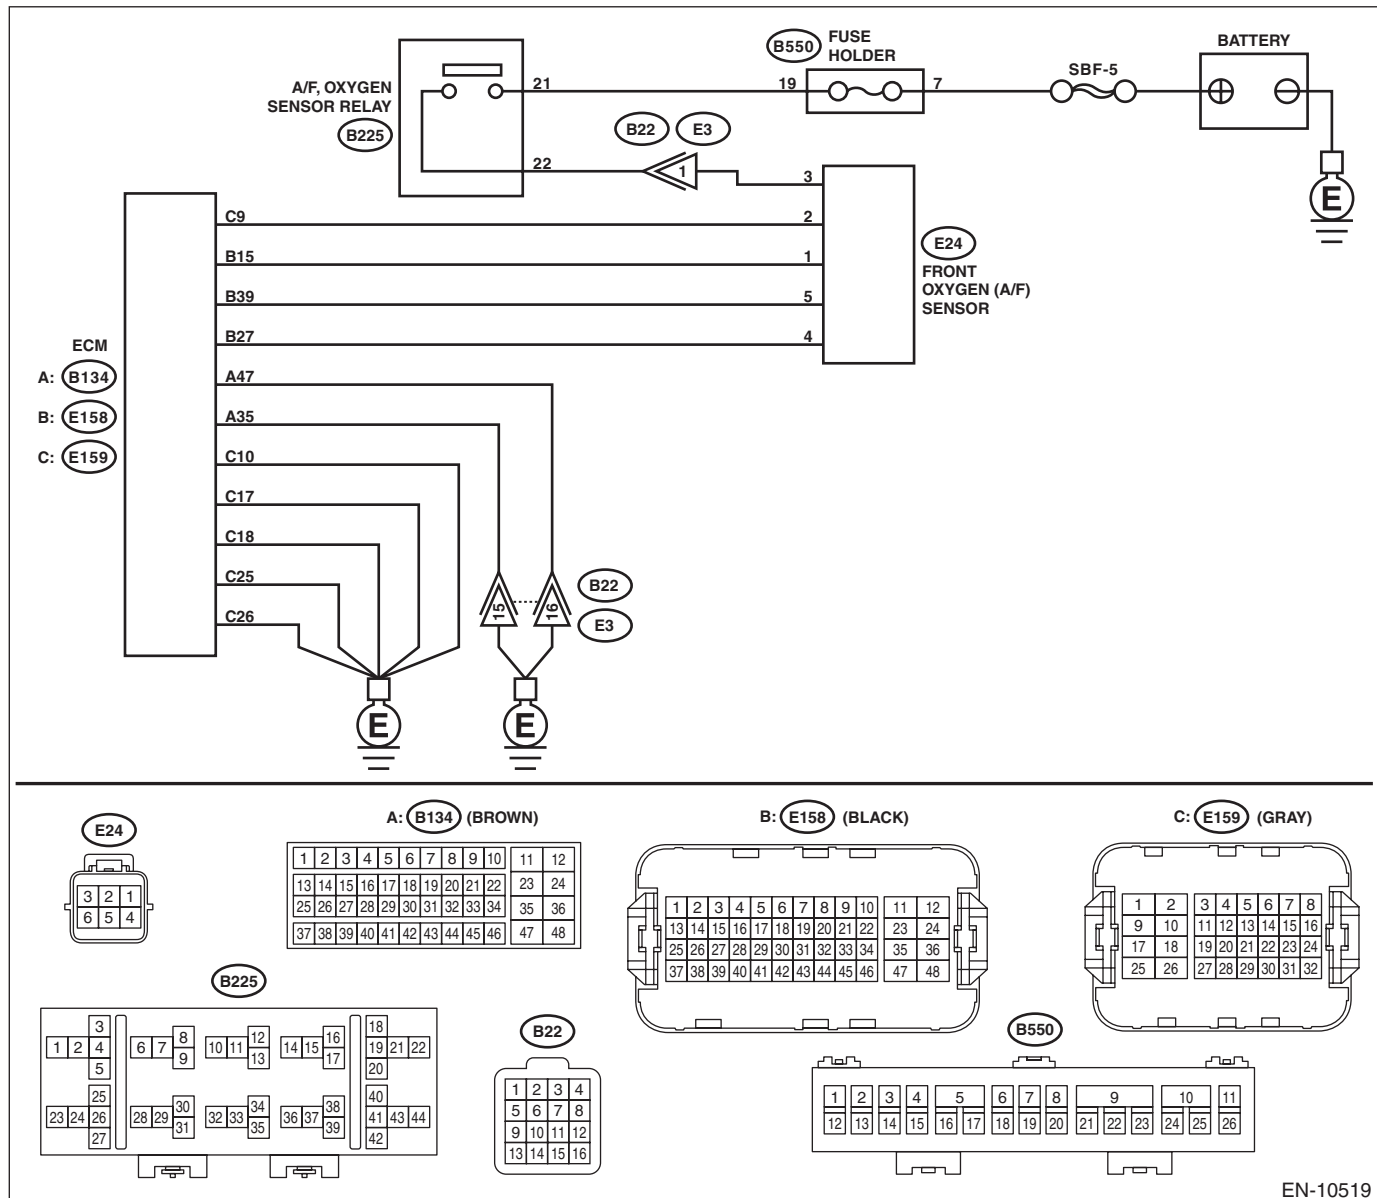 B550 FUSE
HOLDER
BATTERY
SBF-5
A/F, OXYGEN
SENSOR RELAY
B225
21
19
7
B22 E3
22
1
3
C9
2
B15
1
B39
5
B27
4
E24
FRONT
OXYGEN (A/F)
SENSOR
E
ECM
A: B134
B: E158
C: E159
A47
A35
C10
C17
C18
C25
C26
15
16
B22
E3
E
E
E24
3 2 1
6 5 4
A: B134 (BROWN)
1 2 3 4 5 6 7 8 9 10 11 12
13 14 15 16 17 18 19 20 21 22 23 24
25 26 27 28 29 30 31 32 33 34 35 36
37 38 39 40 41 42 43 44 45 46 47 48
B: E158 (BLACK)
1 2 3 4 5 6 7 8 9 10 11 12
13 14 15 16 17 18 19 20 21 22 23 24
25 26 27 28 29 30 31 32 33 34 35 36
37 38 39 40 41 42 43 44 45 46 47 48
C: E159 (GRAY)
1 2 3 4 5 6 7 8
9 10 11 12 13 14 15 16
17 18 19 20 21 22 23 24
25 26 27 28 29 30 31 32
B225
3 8 12 16 18
1 2 4 6 7 10 11 14 15 19 21 22
5 9 13 17 20
25 30 34 38 40
23 24 26 28 29 32 33 36 37 41 43 44
27 31 35 39 42
B22
1 2 3 4
5 6 7 8
9 10 11 12
13 14 15 16
B550
1 2 3 4 5 6 7 8 9 10 11
12 13 14 15 16 17 18 19 20 21 22 23 24 25 26
EN-10519